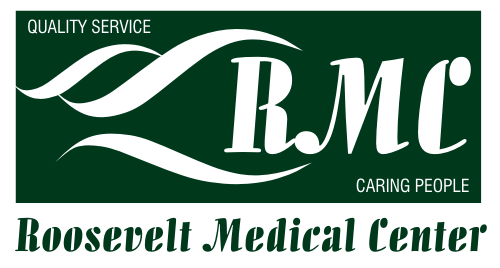 QUALITY SERVICE
RMC
CARING PEOPLE
Roosevelt Medical Center